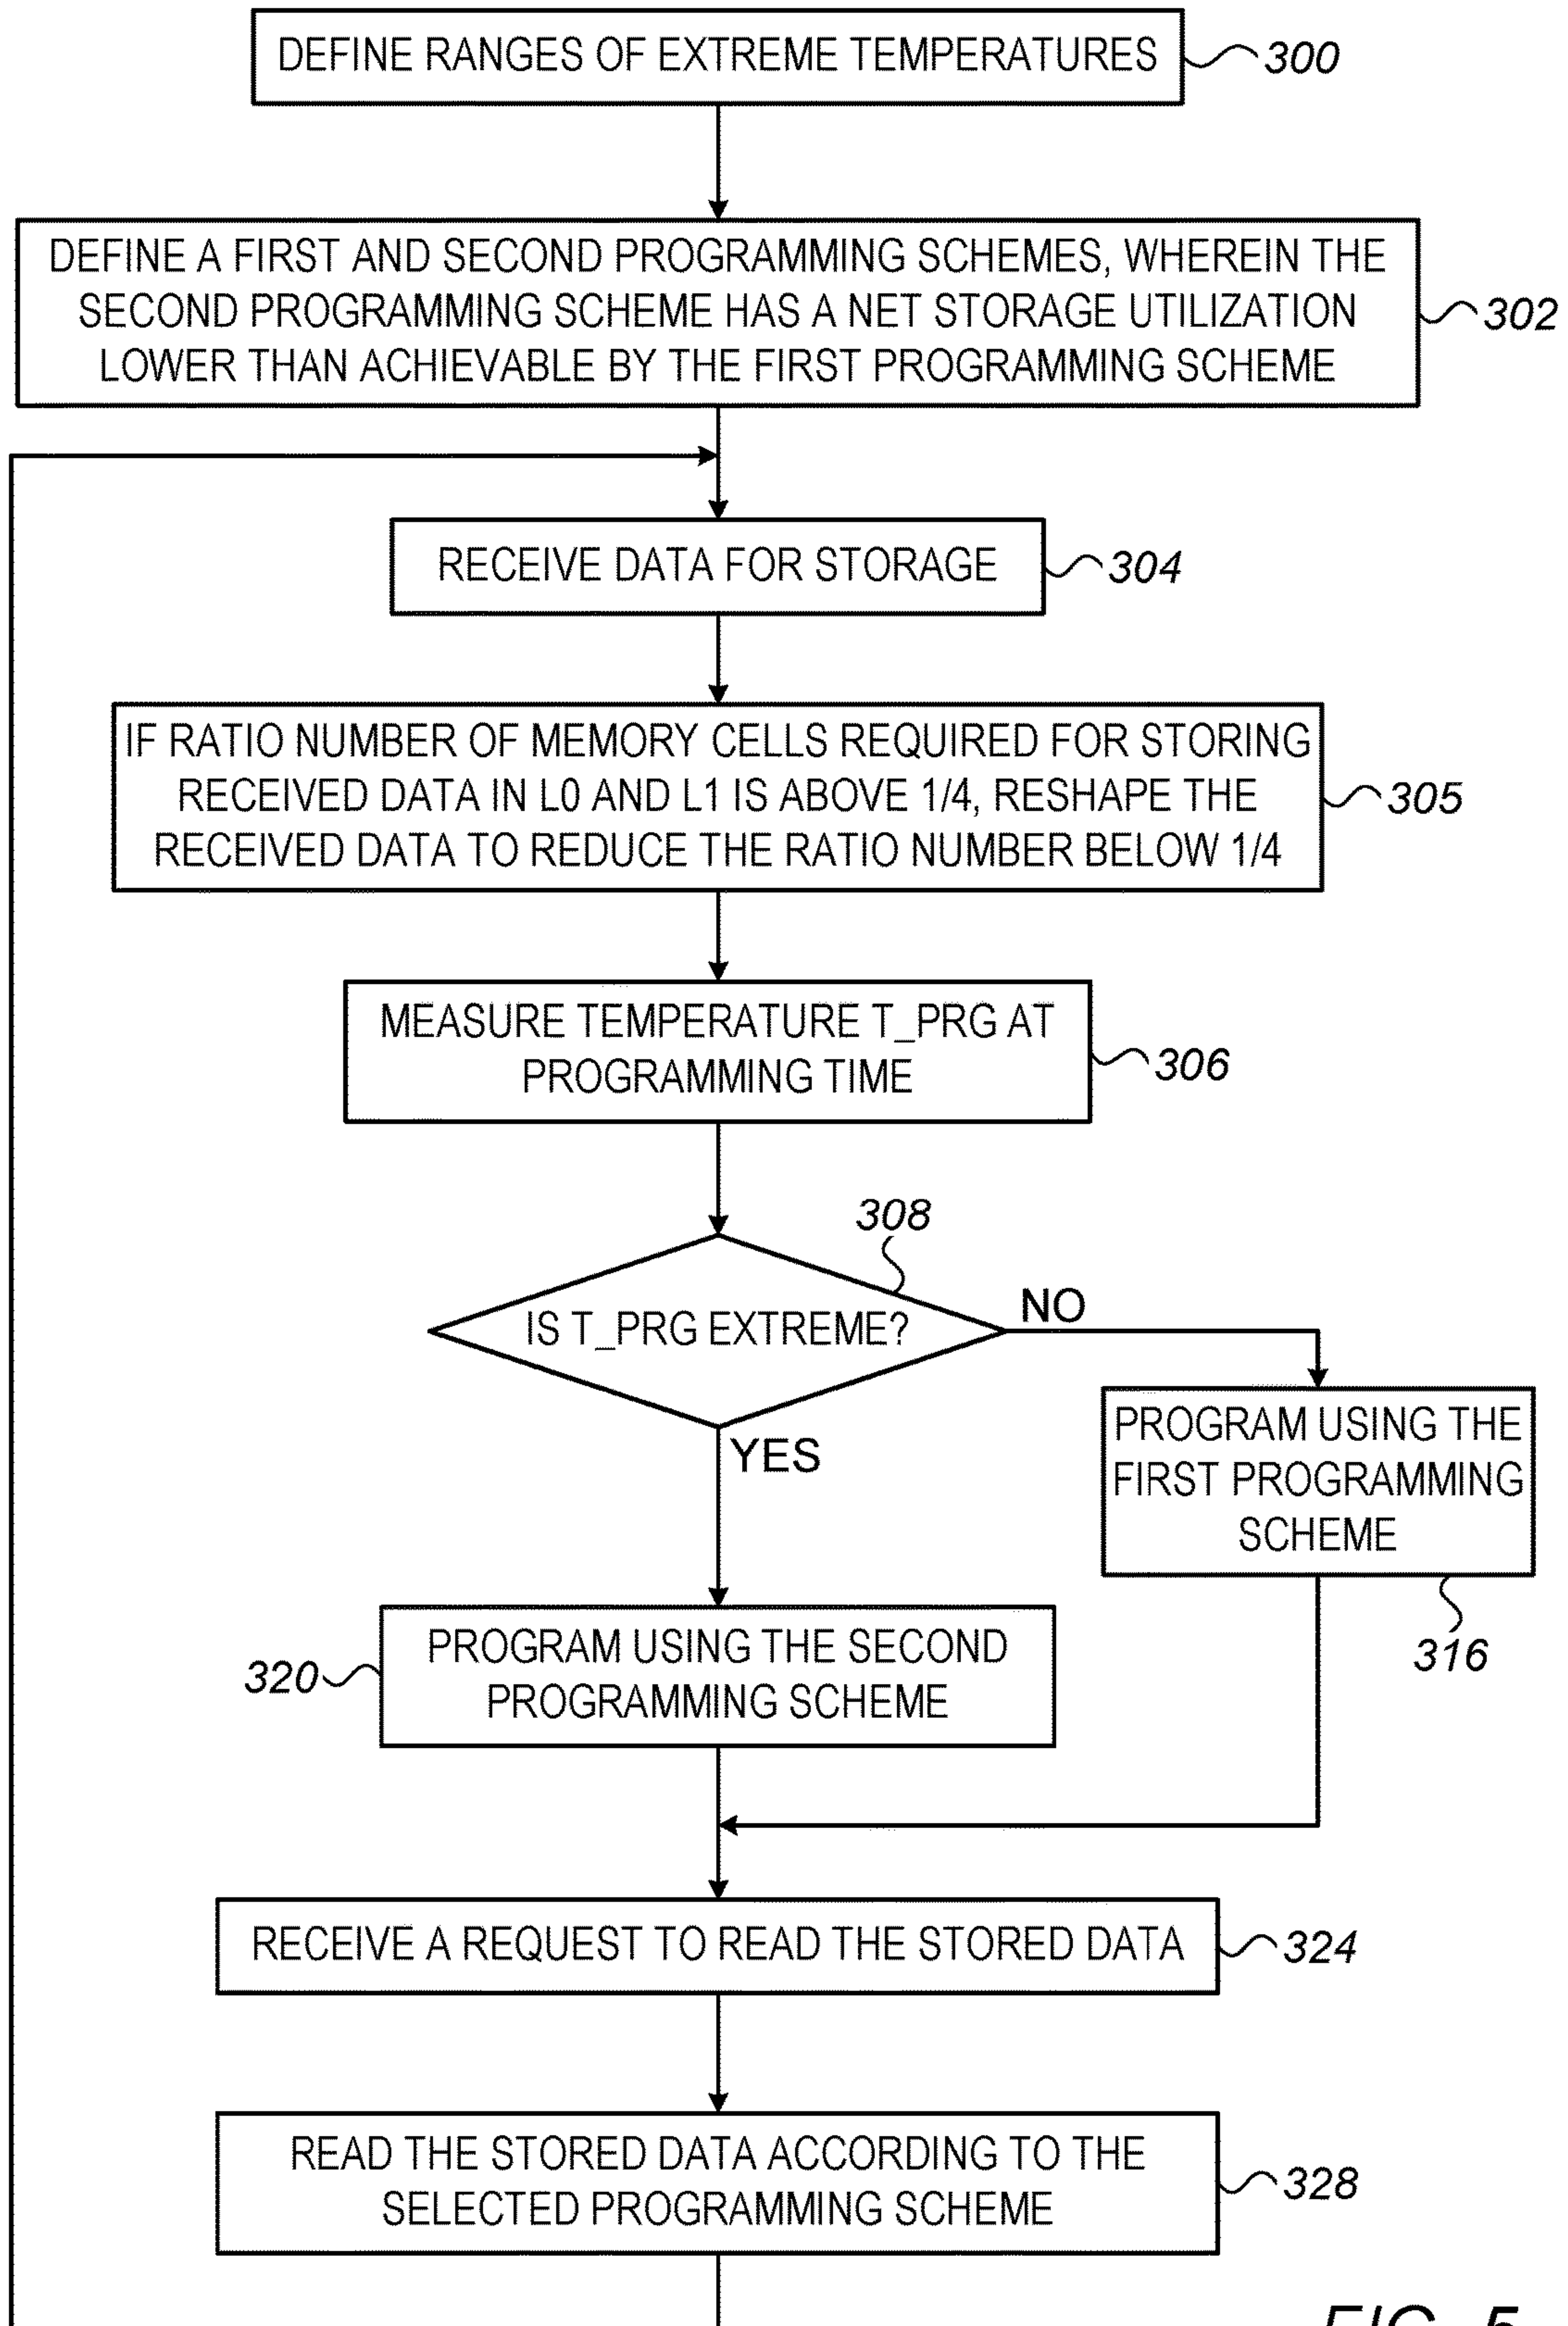 DEFINE RANGES OF EXTREME TEMPERATURES
300
DEFINE A FIRST AND SECOND PROGRAMMING SCHEMES, WHEREIN THE
SECOND PROGRAMMING SCHEME HAS A NET STORAGE UTILIZATION
LOWER THAN ACHIEVABLE BY THE FIRST PROGRAMMING SCHEME
302
RECEIVE DATA FOR STORAGE
304
IF RATIO NUMBER OF MEMORY CELLS REQUIRED FOR STORING
RECEIVED DATA IN L0 AND L1 IS ABOVE 1/4, RESHAPE THE
RECEIVED DATA TO REDUCE THE RATIO NUMBER BELOW 1/4
305
MEASURE TEMPERATURE T_PRG AT
PROGRAMMING TIME
306
308
IS T_PRG EXTREME?
NO
YES
PROGRAM USING THE
FIRST PROGRAMMING
SCHEME
316
PROGRAM USING THE SECOND
PROGRAMMING SCHEME
320
RECEIVE A REQUEST TO READ THE STORED DATA
324
READ THE STORED DATA ACCORDING TO THE
SELECTED PROGRAMMING SCHEME
328